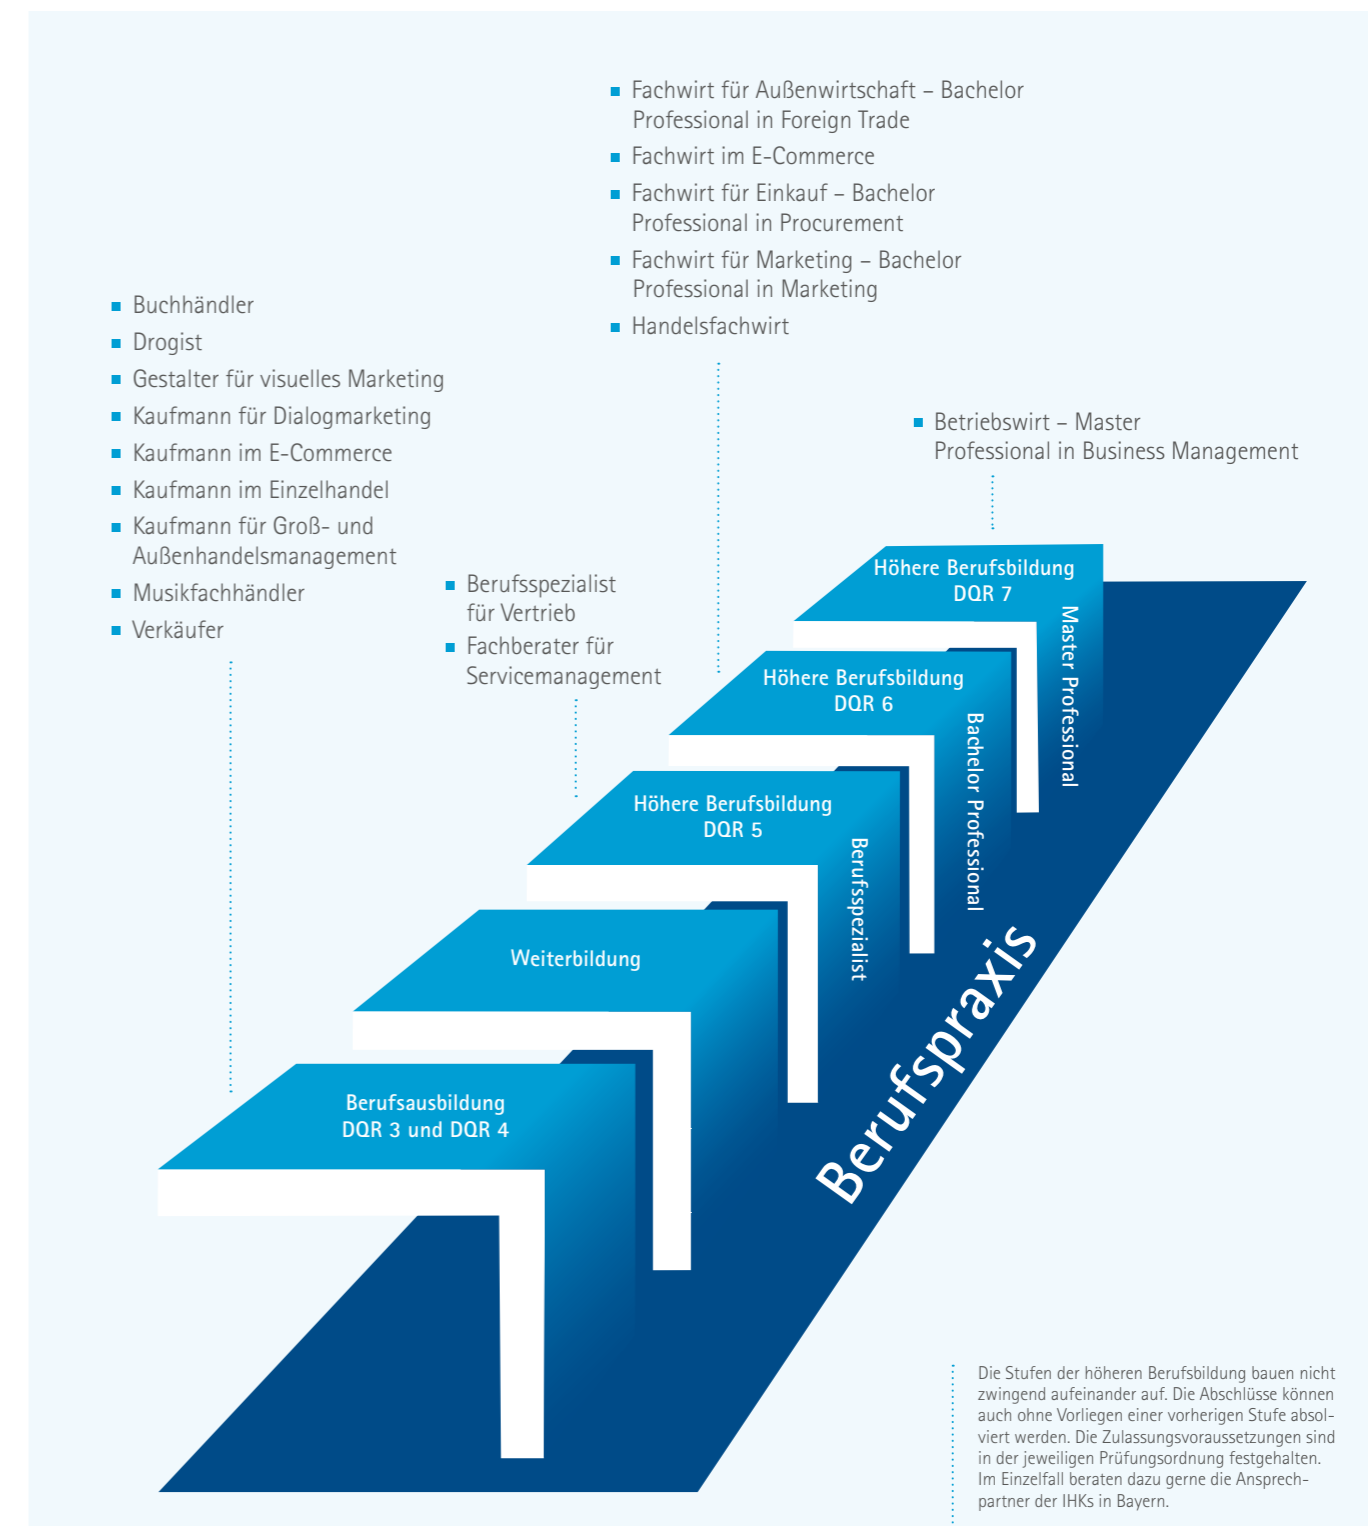 Fachwirt für Außenwirtschaft – Bachelor
Professional in Foreign Trade
Fachwirt im E-Commerce
Fachwirt für Einkauf – Bachelor
Professional in Procurement
Fachwirt für Marketing – Bachelor
Professional in Marketing
Handelsfachwirt
Buchhändler
Drogist
Gestalter für visuelles Marketing
Kaufmann für Dialogmarketing
Kaufmann im E-Commerce
Kaufmann im Einzelhandel
Kaufmann für Groß- und
Außenhandelsmanagement
Musikfachhändler
Verkäufer
Betriebswirt – Master
Professional in Business Management
Berufsspezialist
für Vertrieb
Fachberater für
Servicemanagement
Höhere Berufsbildung
DQR 7
Master Professional
Höhere Berufsbildung
DQR 6
Bachelor Professional
Höhere Berufsbildung
DQR 5
Berufsspezialist
Weiterbildung
Berufsausbildung
DQR 3 und DQR 4
Berufspraxis
Die Stufen der höheren Berufsbildung bauen nicht
zwingend aufeinander auf. Die Abschlüsse können
auch ohne Vorliegen einer vorherigen Stufe absol-
viert werden. Die Zulassungsvoraussetzungen sind
in der jeweiligen Prüfungsordnung festgehalten.
Im Einzelfall beraten dazu gerne die Ansprech-
partner der IHKs in Bayern.